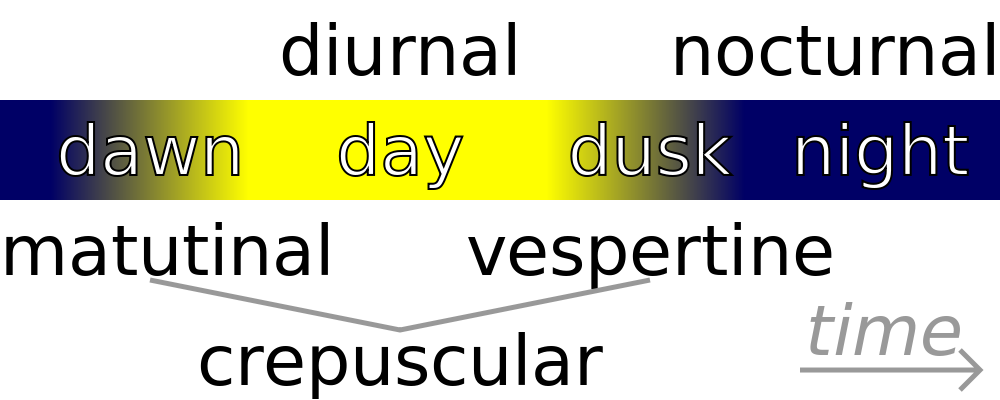 diurnal nocturnal
dawn day dusk night
matutinal vespertine
time
crepuscular